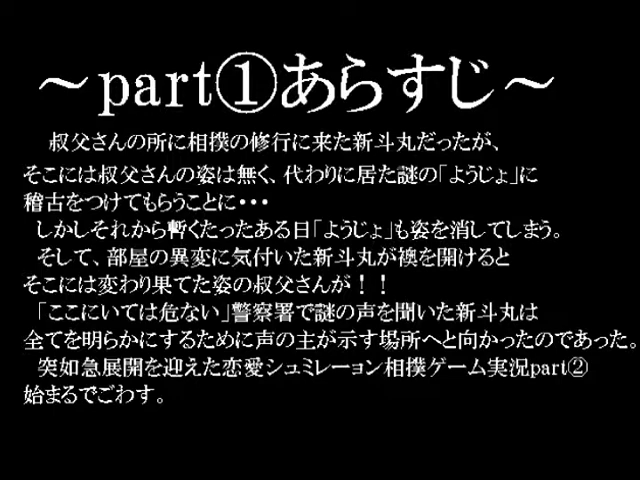 ～part①あらすじ～
叔父さんの所に相撲の修行に来た新斗丸だったが、
そこには叔父さんの姿は無く、代わりに居た謎の「ようじょ」に
稽古をつけてもらうことに・・・
しかしそれから暫くたったある日「ようじょ」も姿を消してしまう。
そして、部屋の異変に気付いた新斗丸が襖を開けると
そこには変わり果てた姿の叔父さんが！！
「ここにいては危ない」警察署で謎の声を聞いた新斗丸は
全てを明らかにするために声の主が示す場所へと向かったのであった。
突如急展開を迎えた恋愛シュミレーョン相撲ゲーム実況part②
始まるでごわす。